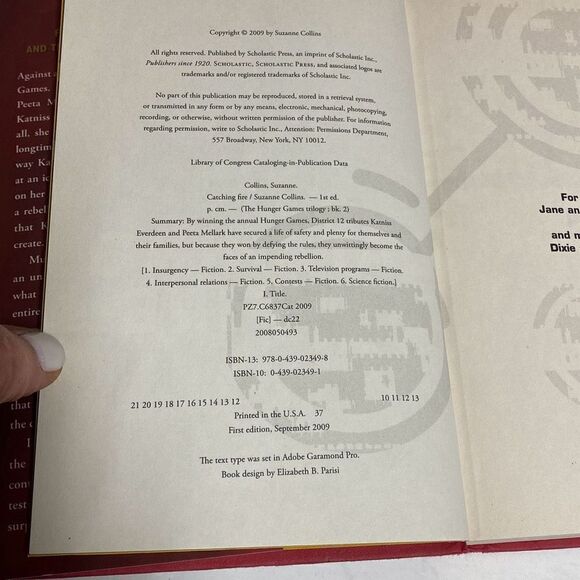 Copyright © 2009 by Suzanne Collins
All rights reserved. Published by Scholastic Press, an imprint of Scholastic Inc.,
Publishers since 1920. SCHOLASTIC, SCHOLASTIC PRESS, and associated logos are
trademarks and/or registered trademarks of Scholastic Inc.
No part of this publication may be reproduced, stored in a retrieval system,
or transmitted in any form or by any means, electronic, mechanical, photocopying,
recording, or otherwise, without written permission of the publisher. For information
regarding permission, write to Scholastic Inc., Attention: Permissions Department,
557 Broadway, New York, NY 10012.
Library of Congress Cataloging-in-Publication Data
Collins, Suzanne.
Catching fire / Suzanne Collins. — 1st ed.
p. cm. — (The Hunger Games trilogy ; bk. 2)
Summary: By winning the annual Hunger Games, District 12 tributes Katniss
Everdeen and Peeta Mellark have secured a life of safety and plenty for themselves and
their families, but because they won by defying the rules, they unwittingly become the
faces of an impending rebellion.
[1. Insurgency — Fiction. 2. Survival — Fiction. 3. Television programs — Fiction.
4. Interpersonal relations — Fiction. 5. Contests — Fiction. 6. Science fiction.]
I. Title.
PZ7.C6837Cat 2009
[Fic] — dc22
2008050493
ISBN-13: 978-0-439-02349-8
ISBN-10: 0-439-02349-1
21 20 19 18 17 16 15 14 13 12 10 11 12 13
Printed in the U.S.A. 37
First edition, September 2009
The text type was set in Adobe Garamond Pro.
Book design by Elizabeth B. Parisi
AND T
Against a
Games.
Peeta M
Katniss
all, she
longtim
way Ka
at an ic
on her
a rebel
that K
create.
Mu
an un
what
entire
that
the c
I
the
con
test
surp
For
Jane an
and m
Dixie